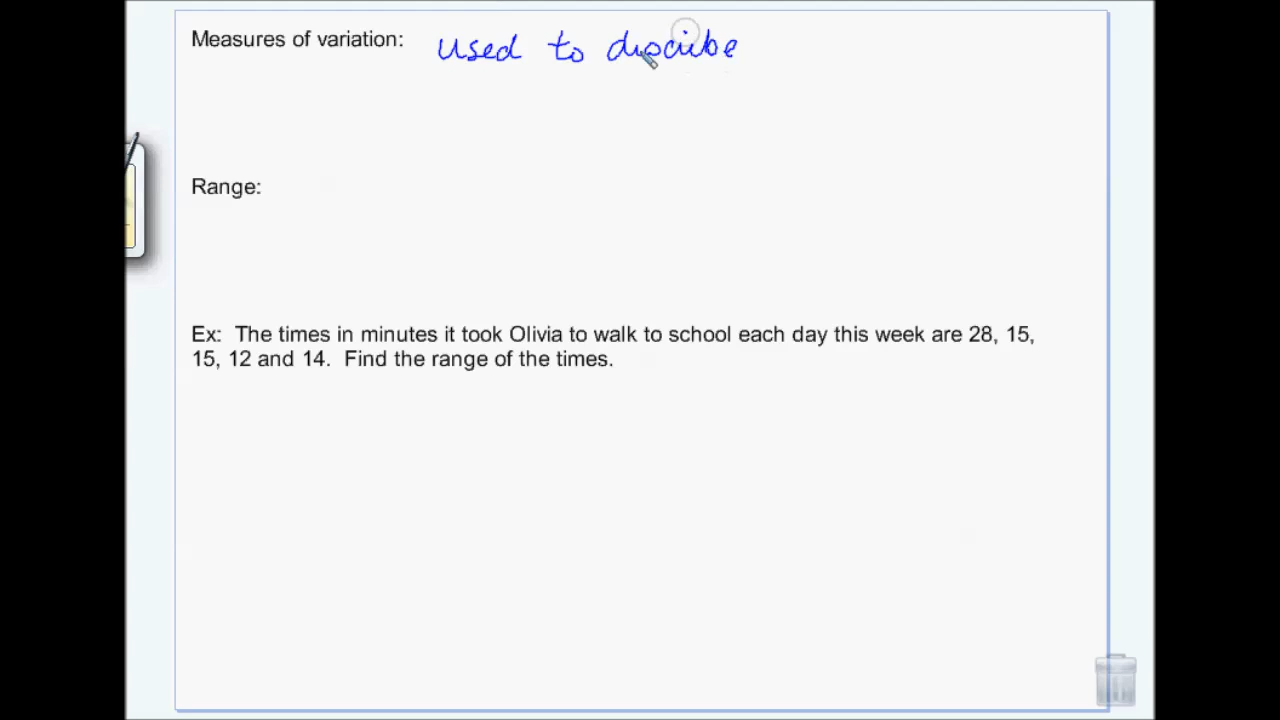 Measures of variation: used to discribe
Range:
Ex: The times in minutes it took Olivia to walk to school each day this week are 28, 15,
15, 12 and 14. Find the range of the times.